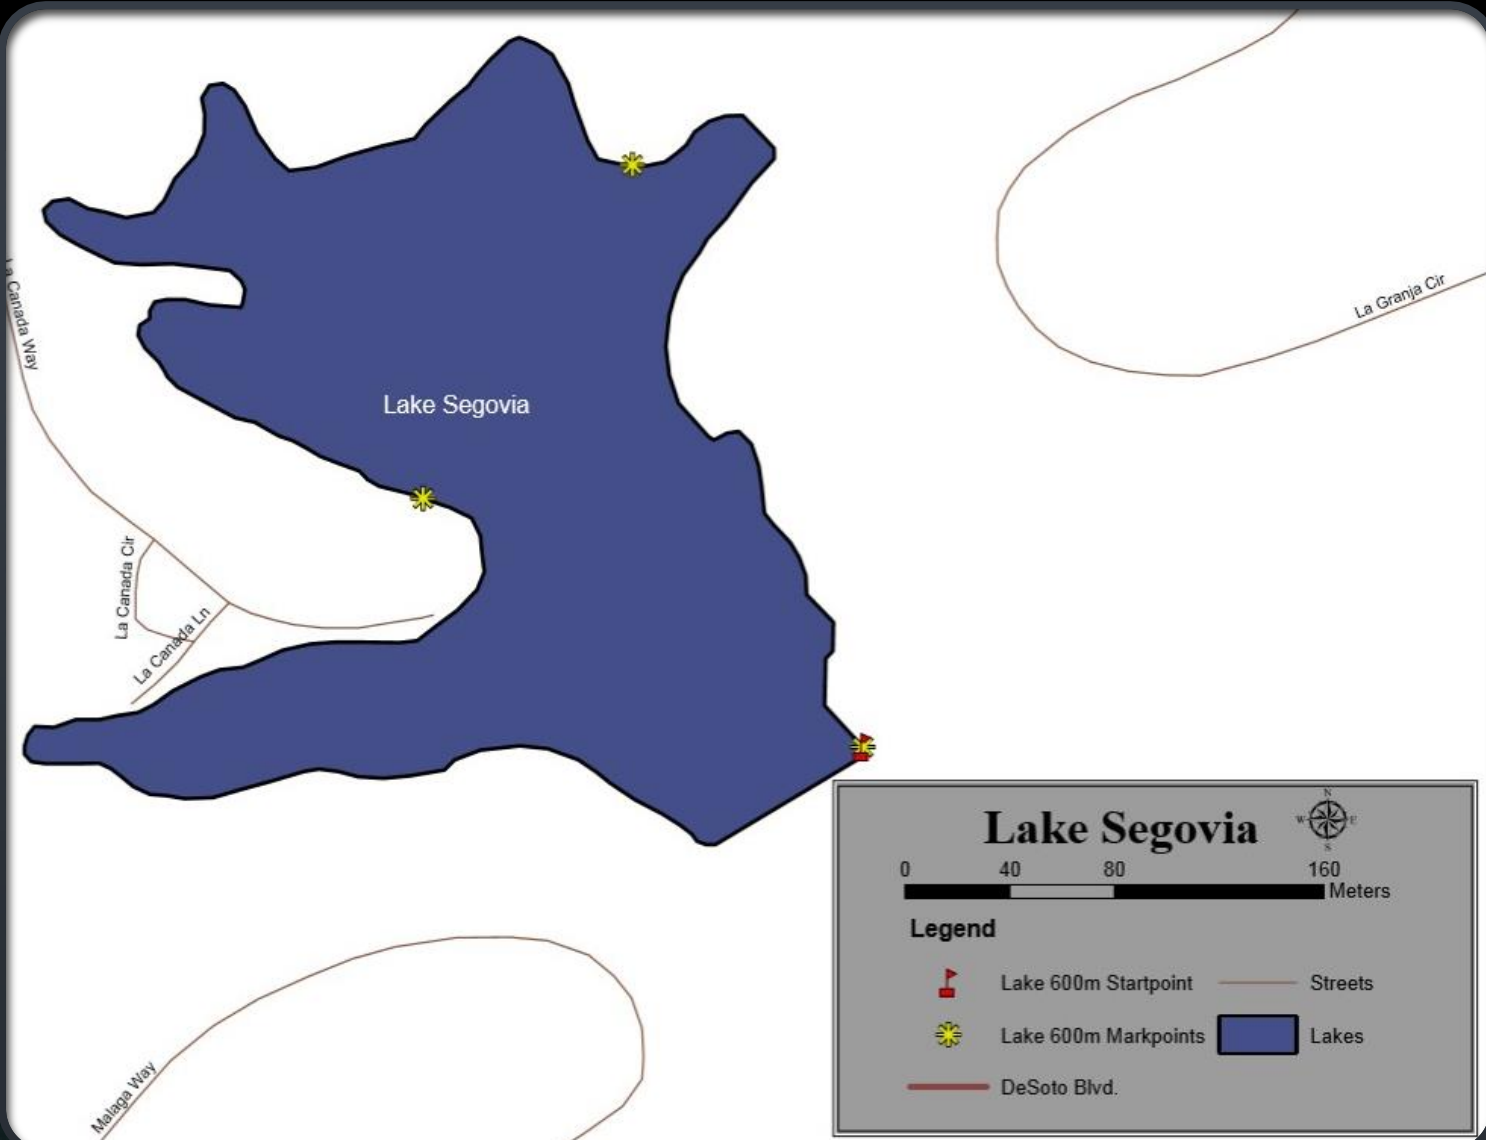 La Canada Way
La Granja Cir
Lake Segovia
La Canada Cir
La Canada Ln
Malaga Way
Lake Segovia
N
W E
S
0 40 80 160
Meters
Legend
Lake 600m Startpoint Streets
Lake 600m Markpoints Lakes
DeSoto Blvd.